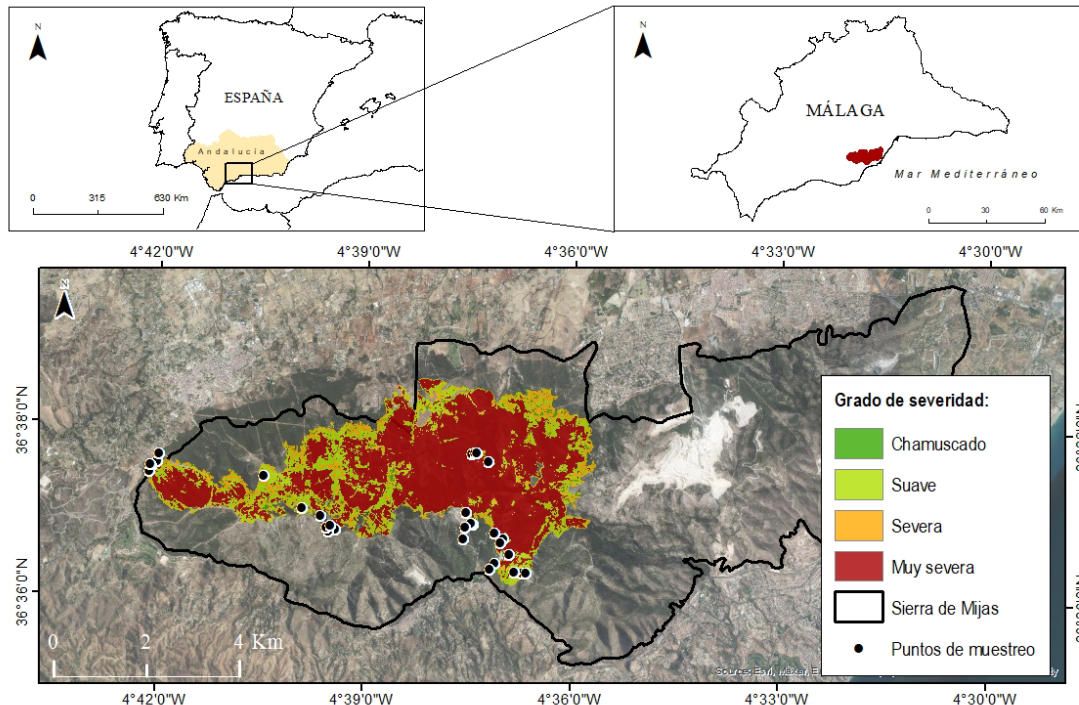 N
ESPAÑA
Andalucía
0 315 630 Km
N
MÁLAGA
Mar Mediterráneo
0 30 60 Km
4°42'0"W 4°39'0"W 4°36'0"W 4°33'0"W 4°30'0"W
N
36°38'0"N
36°36'0"N
Grado de severidad:
Chamuscado
Suave
Severa
Muy severa
Sierra de Mijas
Puntos de muestreo
0 2 4 Km
Source: Esri, Maxar,
4°42'0"W 4°39'0"W 4°36'0"W 4°33'0"W 4°30'0"W